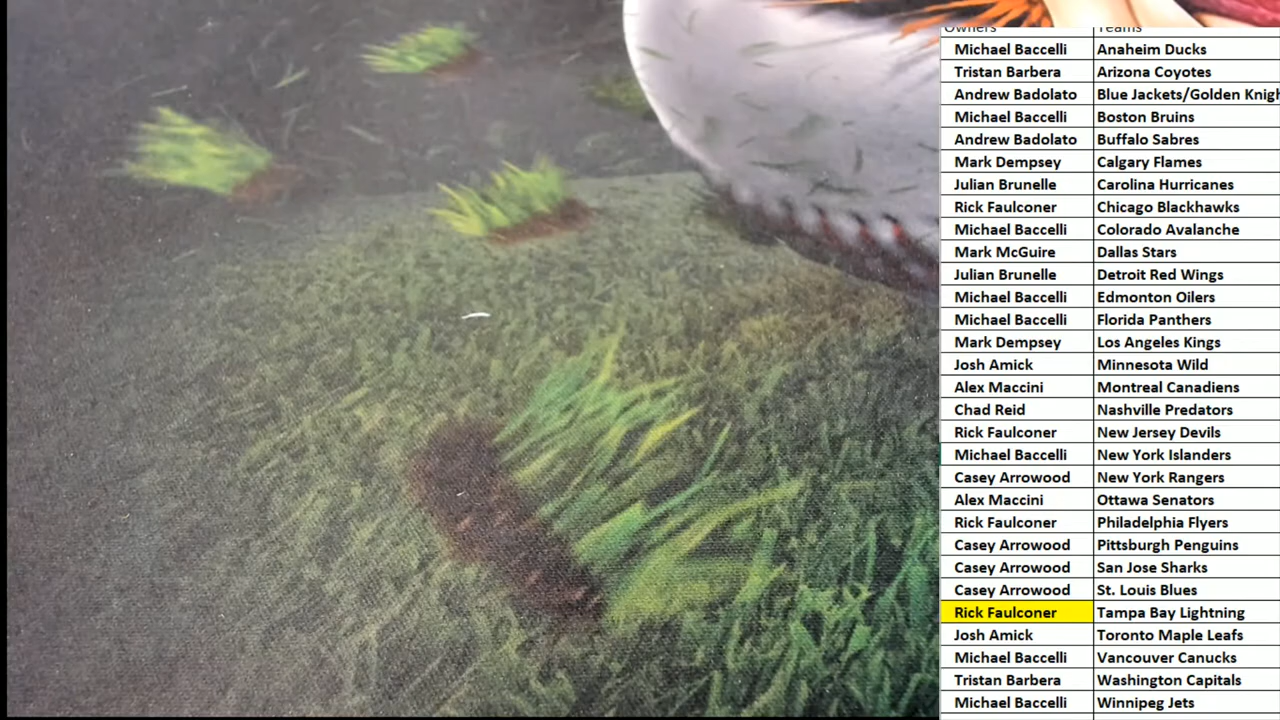 Owners Teams
Michael Baccelli Anaheim Ducks
Tristan Barbera Arizona Coyotes
Andrew Badolato Blue Jackets/Golden Knigh
Michael Baccelli Boston Bruins
Andrew Badolato Buffalo Sabres
Mark Dempsey Calgary Flames
Julian Brunelle Carolina Hurricanes
Rick Faulconer Chicago Blackhawks
Michael Baccelli Colorado Avalanche
Mark McGuire Dallas Stars
Julian Brunelle Detroit Red Wings
Michael Baccelli Edmonton Oilers
Michael Baccelli Florida Panthers
Mark Dempsey Los Angeles Kings
Josh Amick Minnesota Wild
Alex Maccini Montreal Canadiens
Chad Reid Nashville Predators
Rick Faulconer New Jersey Devils
Michael Baccelli New York Islanders
Casey Arrowood New York Rangers
Alex Maccini Ottawa Senators
Rick Faulconer Philadelphia Flyers
Casey Arrowood Pittsburgh Penguins
Casey Arrowood San Jose Sharks
Casey Arrowood St. Louis Blues
Rick Faulconer Tampa Bay Lightning
Josh Amick Toronto Maple Leafs
Michael Baccelli Vancouver Canucks
Tristan Barbera Washington Capitals
Michael Baccelli Winnipeg Jets